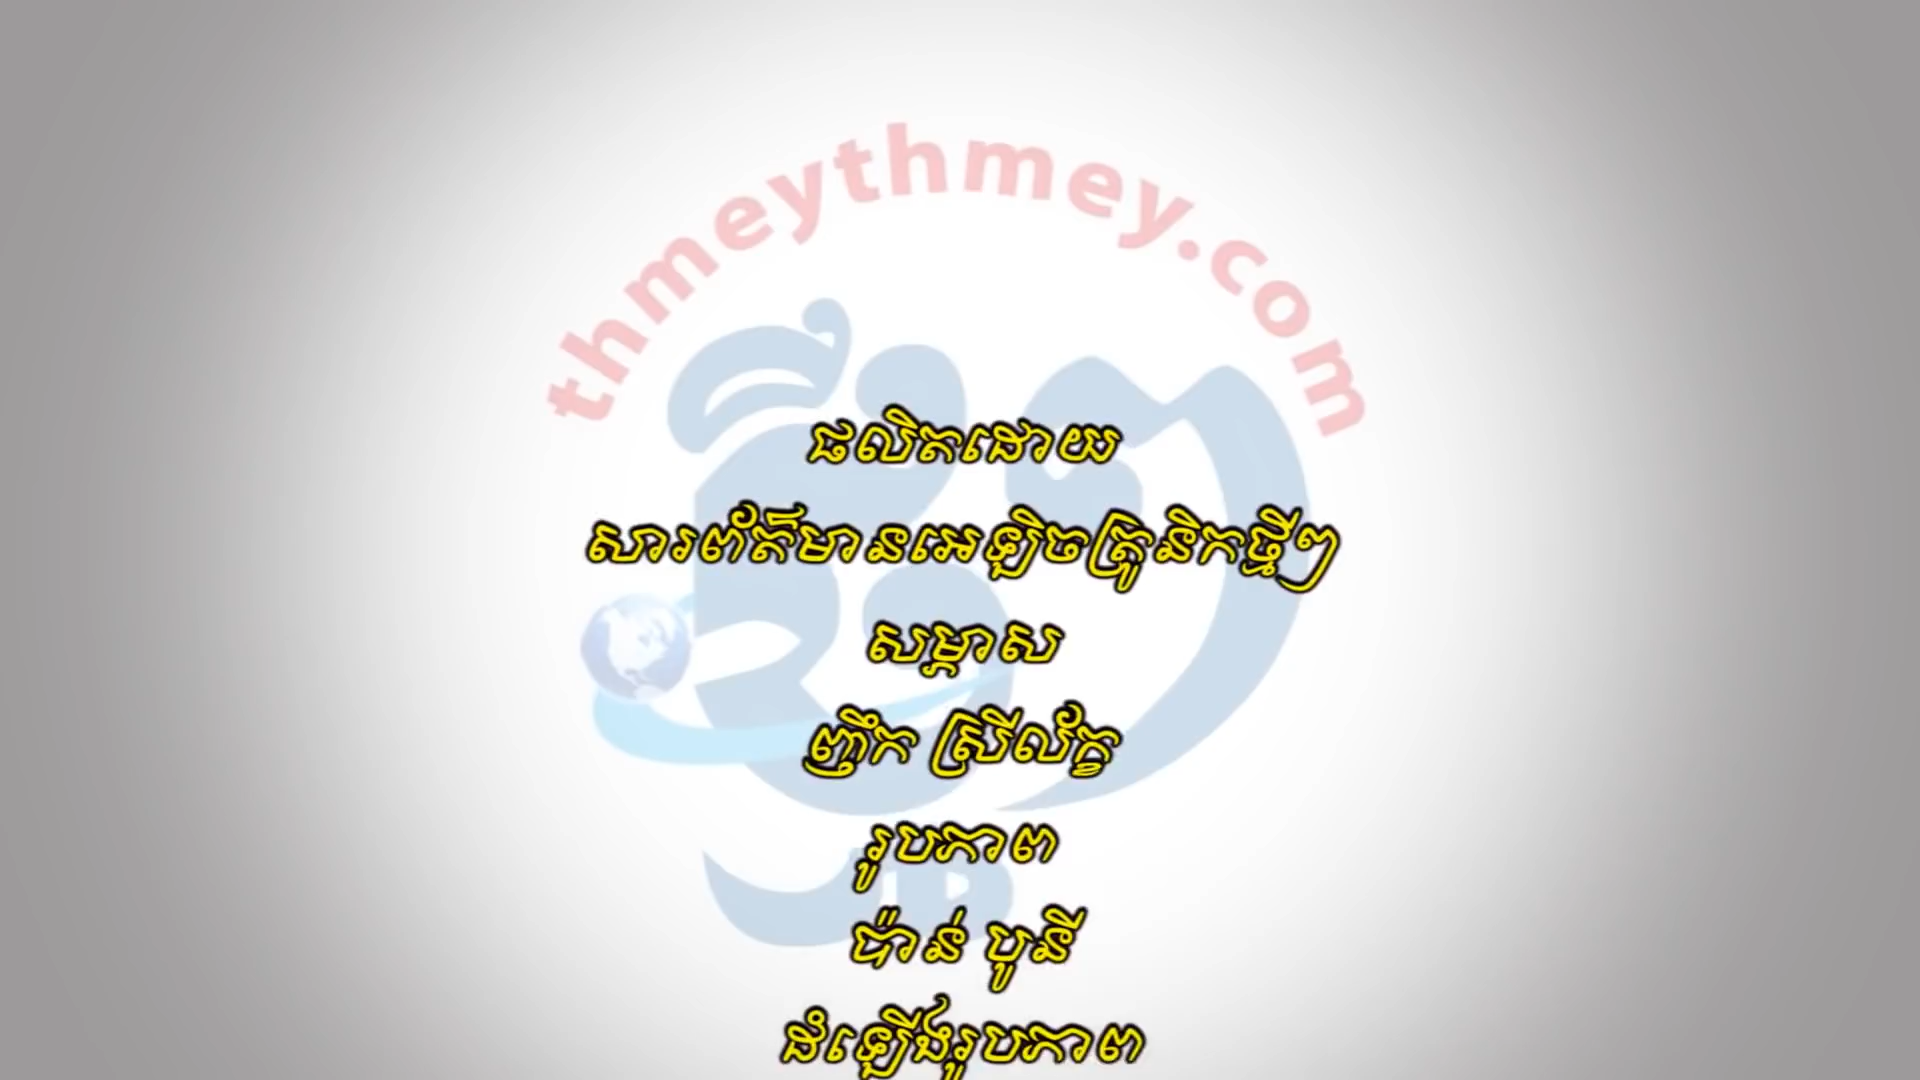 thmeythmey.com
ផលិតដោយ
សារព័ត៌មានអេឡិចត្រូនិកថ្មីៗ
សម្ភាស
ញឹក ស្រីល័ក្ខ
រូបភាព
ប៉ាន់ បូនី
ដំឡើងរូបភាព